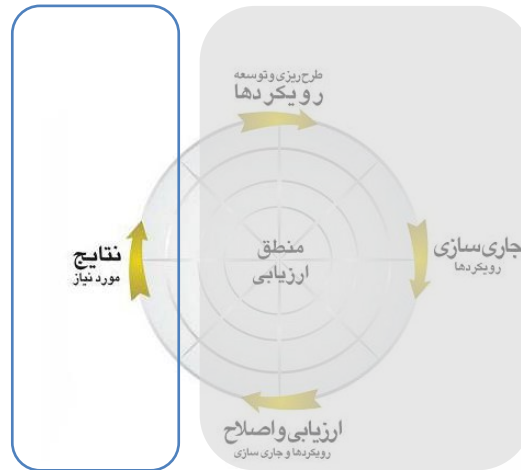 طرح‌ریزی و توسعه
رویکردها
جاری سازی
رویکردها
منطق
ارزیابی
نتایج
مورد نیاز
ارزیابی و اصلاح
رویکردها و جاری سازی